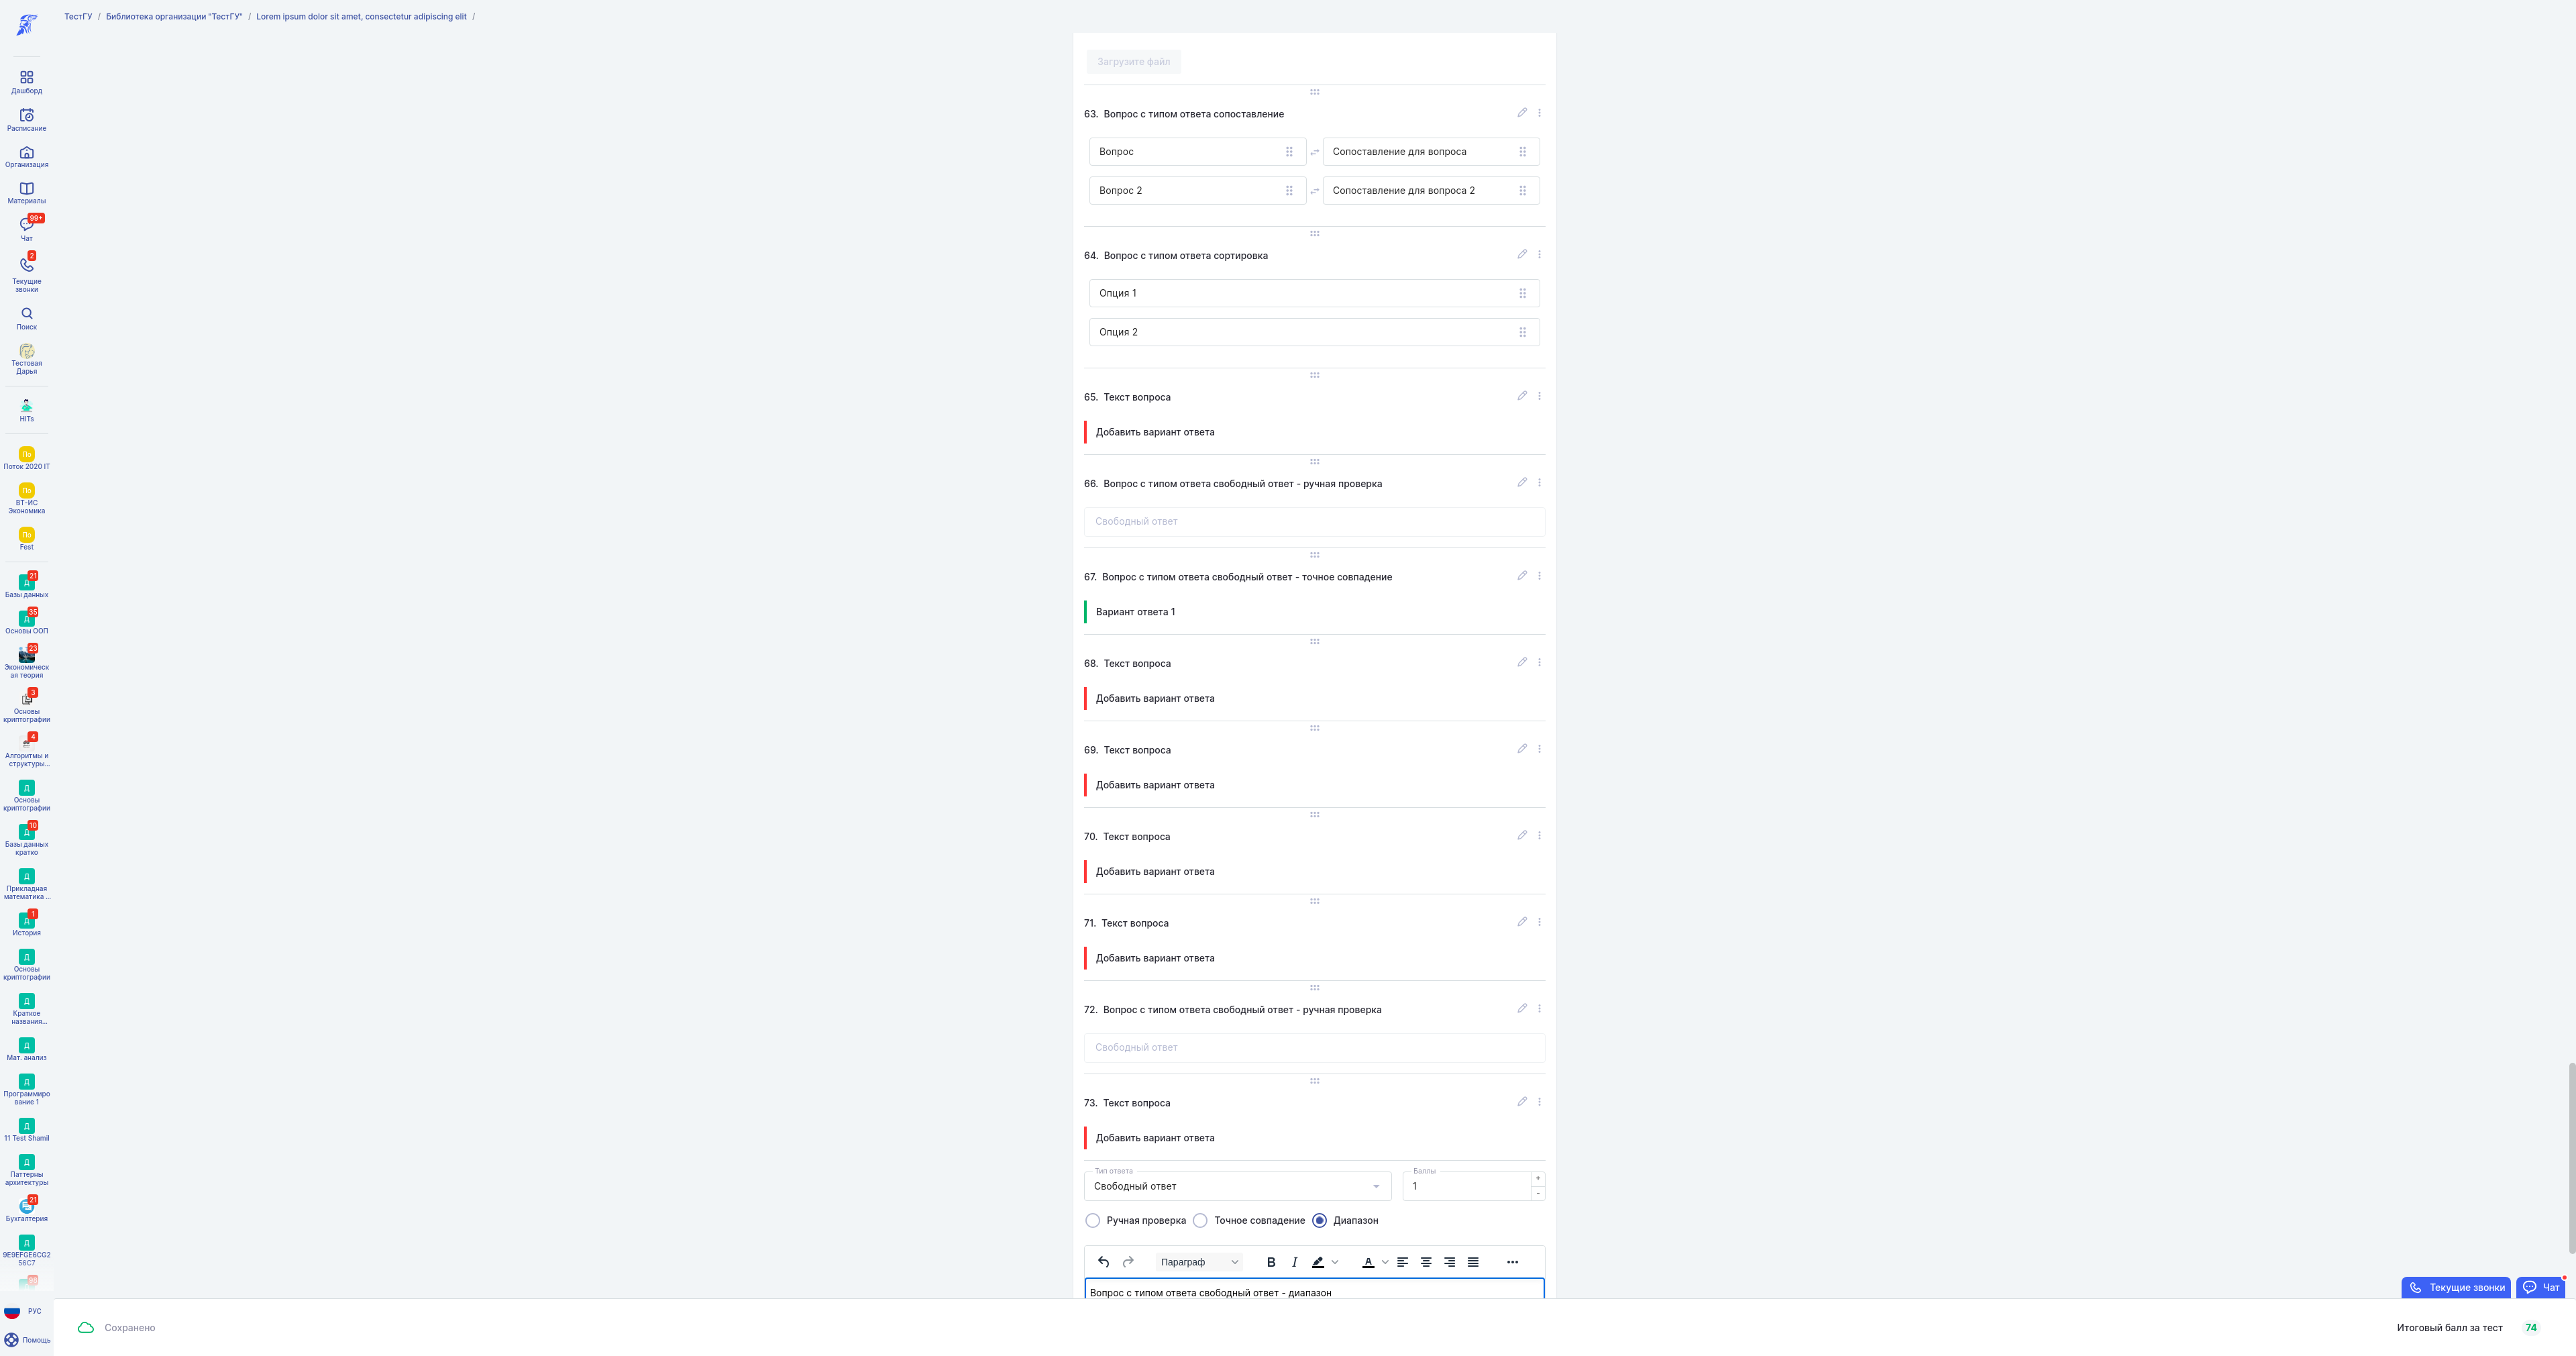 ТестГУ / Библиотека организации "ТестГУ" / Lorem ipsum dolor sit amet, consectetur adipiscing elit /
Дашборд
Расписание
Организация
Материалы
99+
Чат
2
Текущие
звонки
Поиск
Тестовая
Дарья
HITs
По
Поток 2020 IT
По
ВТ-ИС
Экономика
По
Fest
21
Д
Базы данных
35
Д
Основы ООП
23
Экономическ
ая теория
3
Основы
криптографии
4
Алгоритмы и
структуры...
Д
Основы
криптографии
10
Д
Базы данных
кратко
Д
Прикладная
математика ...
1
Д
История
Д
Основы
криптографии
Д
Краткое
названия...
Д
Мат. анализ
Д
Программиро
вание 1
Д
11 Test Shamil
Д
Паттерны
архитектуры
21
Бухгалтерия
Д
9E9EFGE6CG2
56C7
98
РУС
Помощь
Загрузите файл
63. Вопрос с типом ответа сопоставление
Вопрос
Сопоставление для вопроса
Вопрос 2
Сопоставление для вопроса 2
64. Вопрос с типом ответа сортировка
Опция 1
Опция 2
65. Текст вопроса
Добавить вариант ответа
66. Вопрос с типом ответа свободный ответ - ручная проверка
Свободный ответ
67. Вопрос с типом ответа свободный ответ - точное совпадение
Вариант ответа 1
68. Текст вопроса
Добавить вариант ответа
69. Текст вопроса
Добавить вариант ответа
70. Текст вопроса
Добавить вариант ответа
71. Текст вопроса
Добавить вариант ответа
72. Вопрос с типом ответа свободный ответ - ручная проверка
Свободный ответ
73. Текст вопроса
Добавить вариант ответа
Тип ответа
Свободный ответ
Баллы
1
+
-
Ручная проверка
Точное совпадение
Диапазон
Параграф
B
I
A
Вопрос с типом ответа свободный ответ - диапазон
Текущие звонки
Чат
Сохранено
Итоговый балл за тест 74